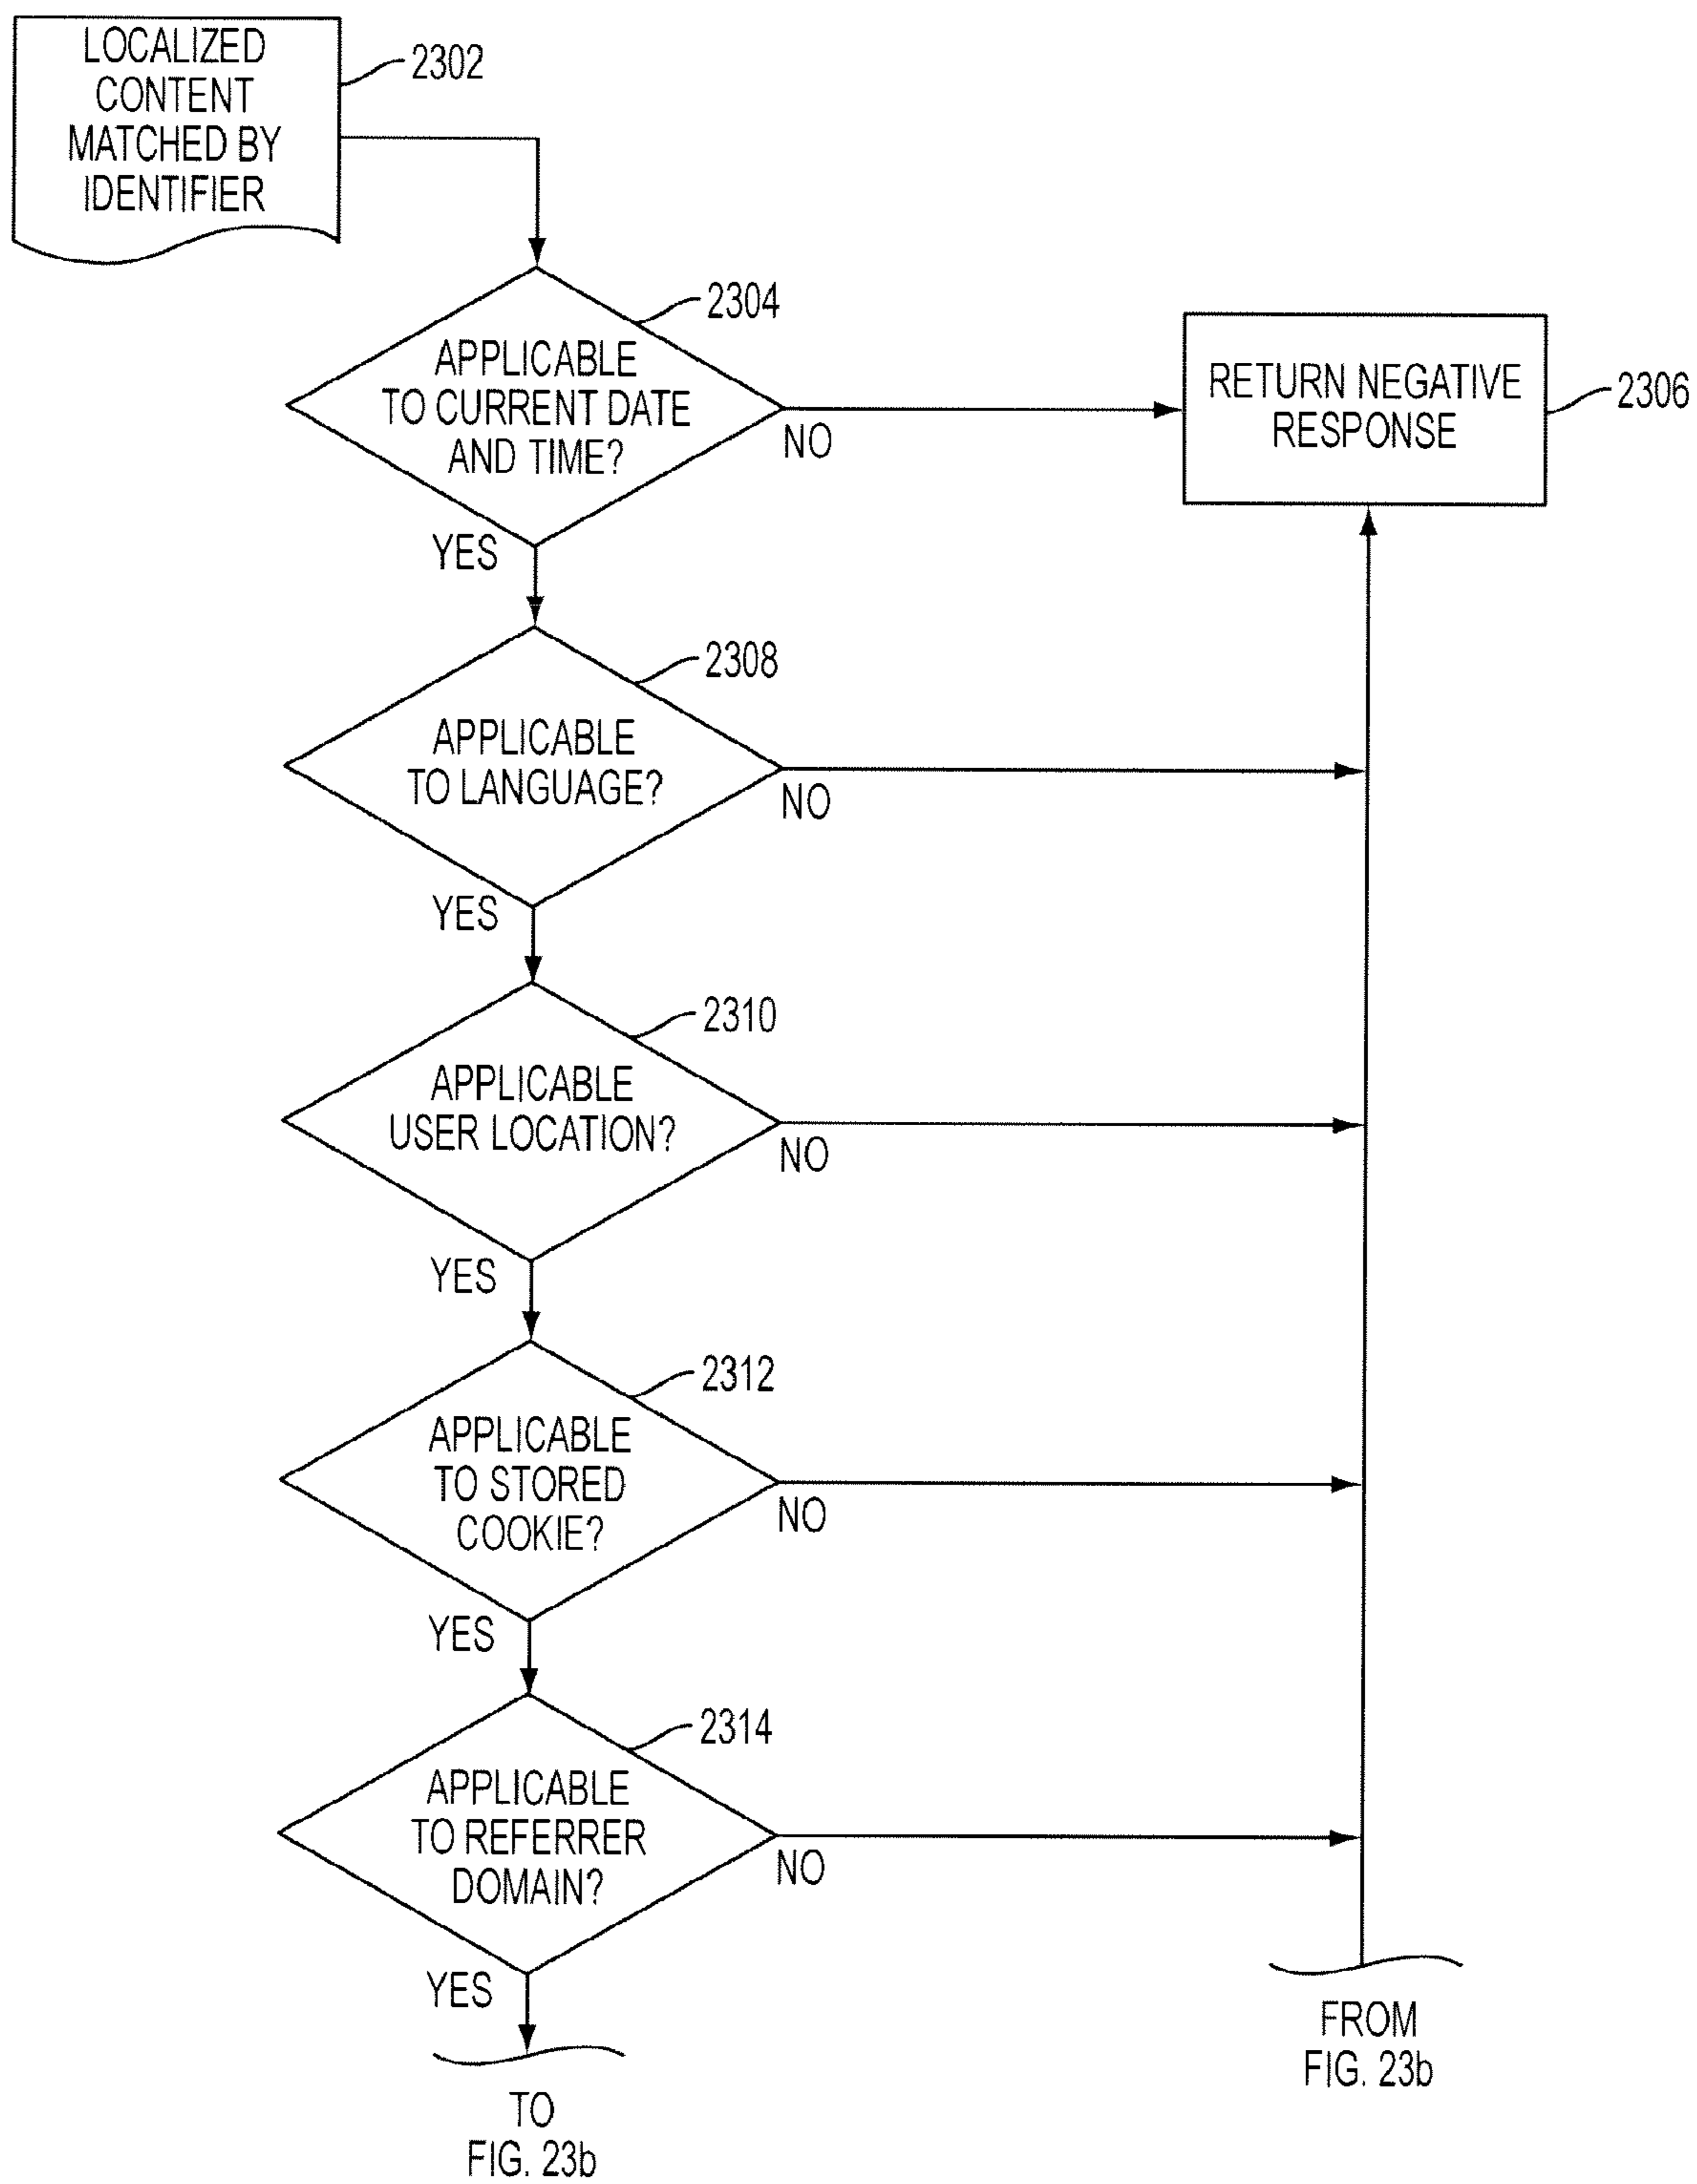 LOCALIZED
CONTENT
MATCHED BY
IDENTIFIER
2302
2304
APPLICABLE
TO CURRENT DATE
AND TIME?
NO
YES
RETURN NEGATIVE
RESPONSE
2306
2308
APPLICABLE
TO LANGUAGE?
NO
YES
2310
APPLICABLE
USER LOCATION?
NO
YES
2312
APPLICABLE
TO STORED
COOKIE?
NO
YES
2314
APPLICABLE
TO REFERRER
DOMAIN?
NO
YES
TO
FIG. 23b
FROM
FIG. 23b